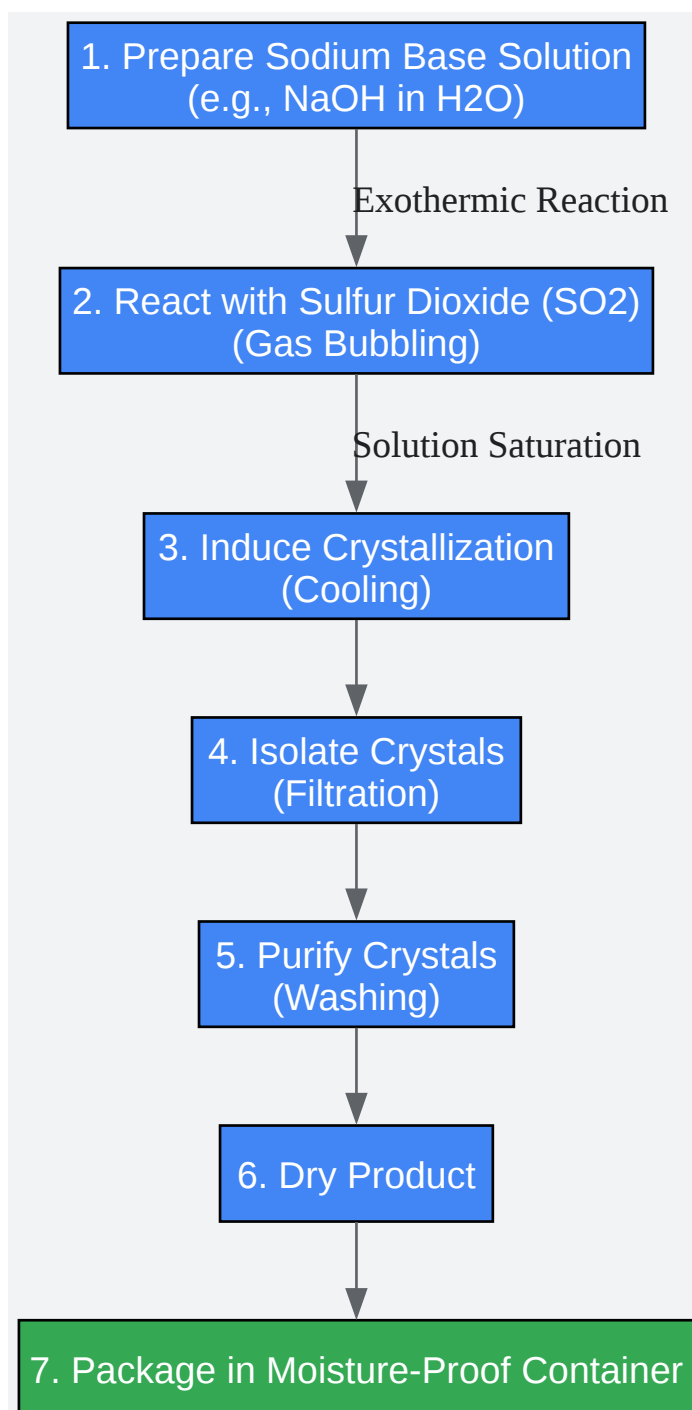 1. Prepare Sodium Base Solution
(e.g., NaOH in H2O)
Exothermic Reaction
2. React with Sulfur Dioxide (SO2)
(Gas Bubbling)
Solution Saturation
3. Induce Crystallization
(Cooling)
4. Isolate Crystals
(Filtration)
5. Purify Crystals
(Washing)
6. Dry Product
7. Package in Moisture-Proof Container